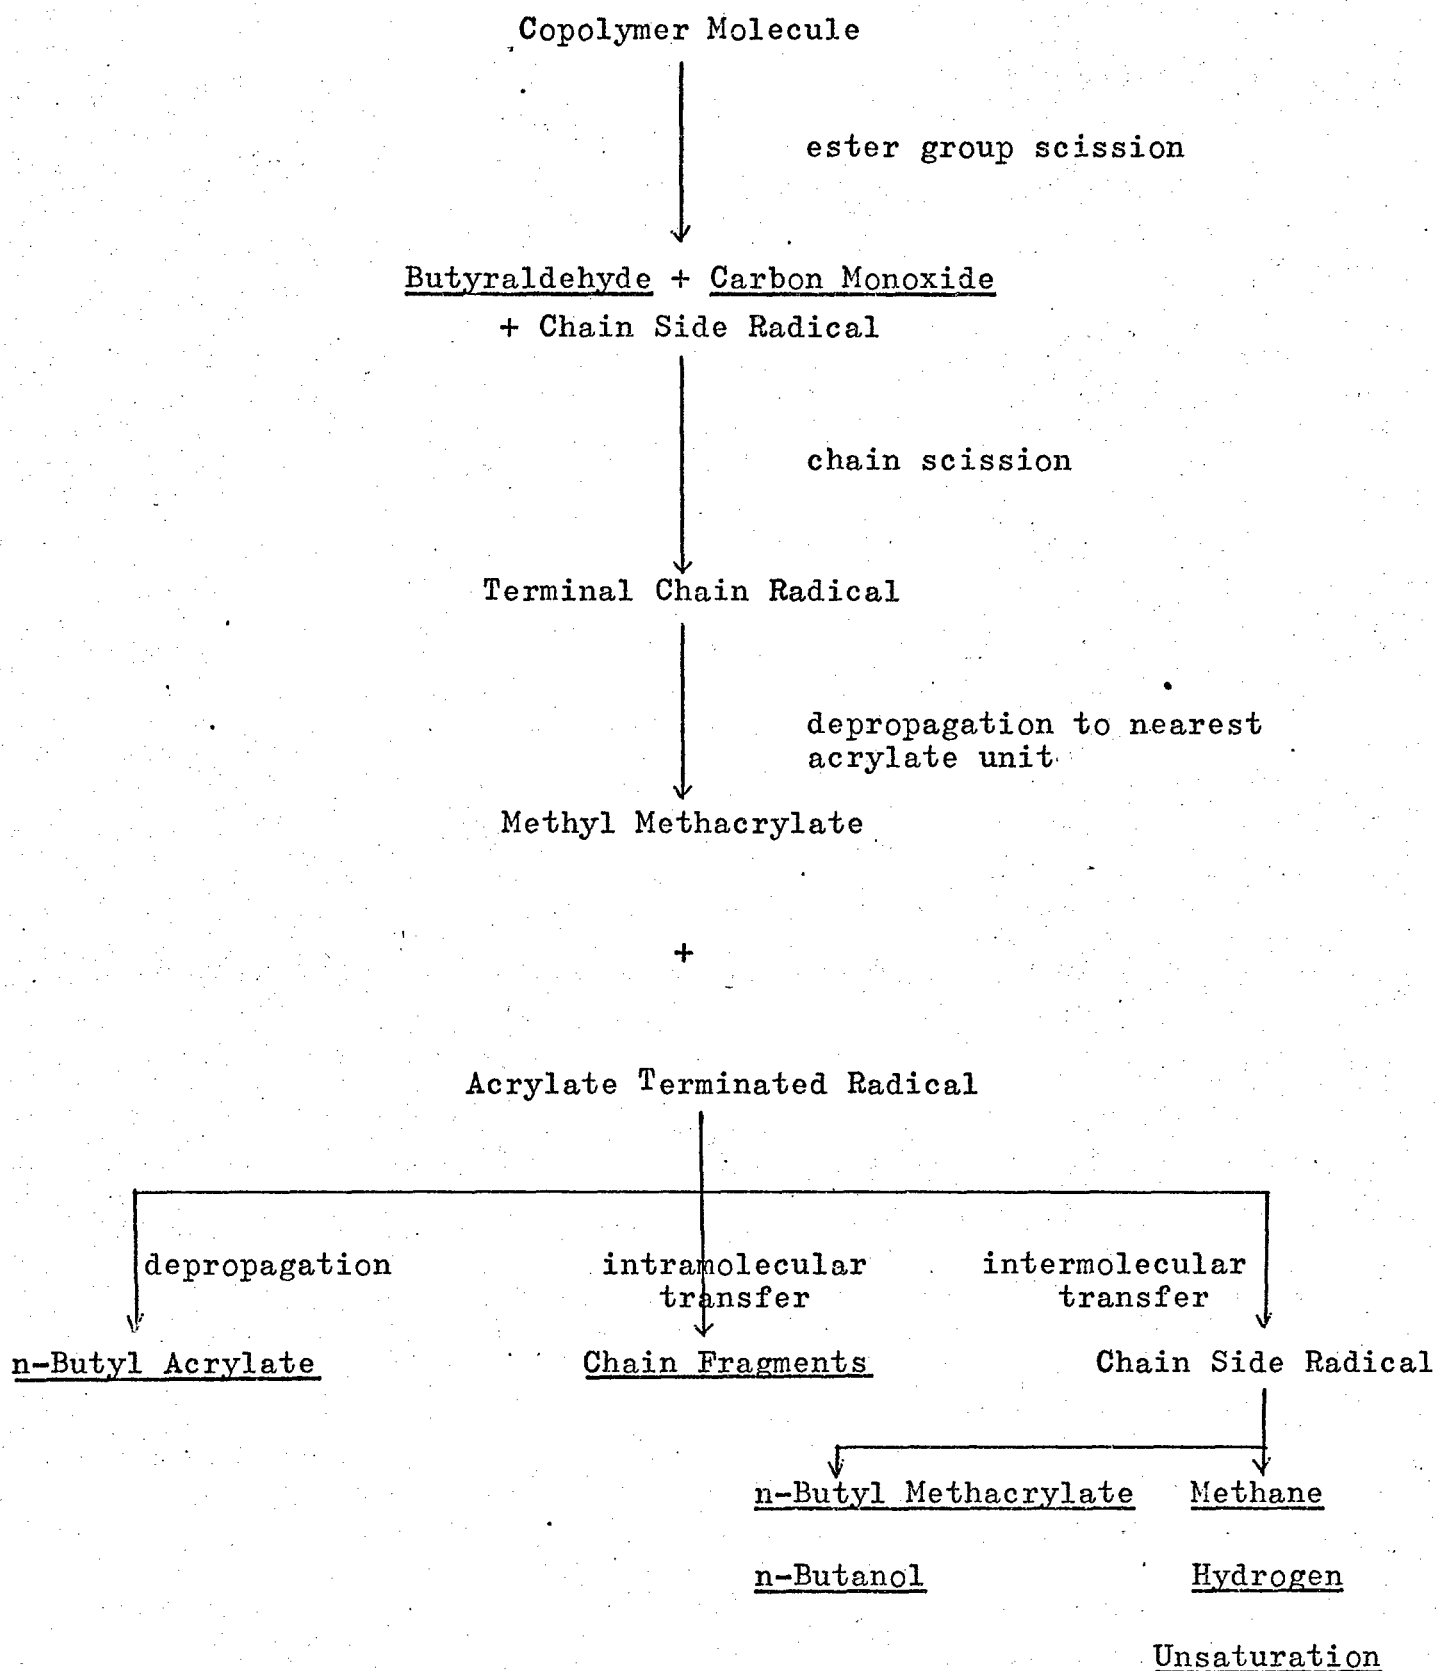 Copolymer Molecule
ester group scission
Butyraldehyde + Carbon Monoxide
+ Chain Side Radical
chain scission
Terminal Chain Radical
depropagation to nearest
acrylate unit
Methyl Methacrylate
+
Acrylate Terminated Radical
depropagation
intramolecular
transfer
intermolecular
transfer
n-Butyl Acrylate
Chain Fragments
Chain Side Radical
n-Butyl Methacrylate
Methane
n-Butanol
Hydrogen
Unsaturation